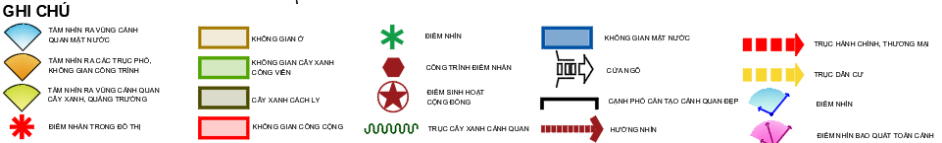 GHI CHÚ
TẦM NHÌN RA VÙNG CẢNH
QUAN MẶT NƯỚC
TẦM NHÌN RA CÁC TRỤC PHỐ,
KHÔNG GIAN CÔNG TRÌNH
TẦM NHÌN RA VÙNG CẢNH QUAN
CÂY XANH, QUẢNG TRƯỜNG
ĐIỂM NHẤN TRONG ĐÔ THỊ
KHÔNG GIAN Ở
KHÔNG GIAN CÂY XANH
CÔNG VIÊN
CÂY XANH CÁCH LY
KHÔNG GIAN CÔNG CỘNG
ĐIỂM NHÌN
CÔNG TRÌNH ĐIỂM NHẤN
ĐIỂM SINH HOẠT
CỘNG ĐỒNG
TRỤC CÂY XANH CẢNH QUAN
KHÔNG GIAN MẶT NƯỚC
CỬA NGÕ
CẠNH PHỐ CẦN TẠO CẢNH QUAN ĐẸP
HƯỚNG NHÌN
TRỤC HÀNH CHÍNH, THƯƠNG MẠI
TRỤC DÂN CƯ
ĐIỂM NHÌN
ĐIỂM NHÌN BAO QUÁT TOÀN CẢNH